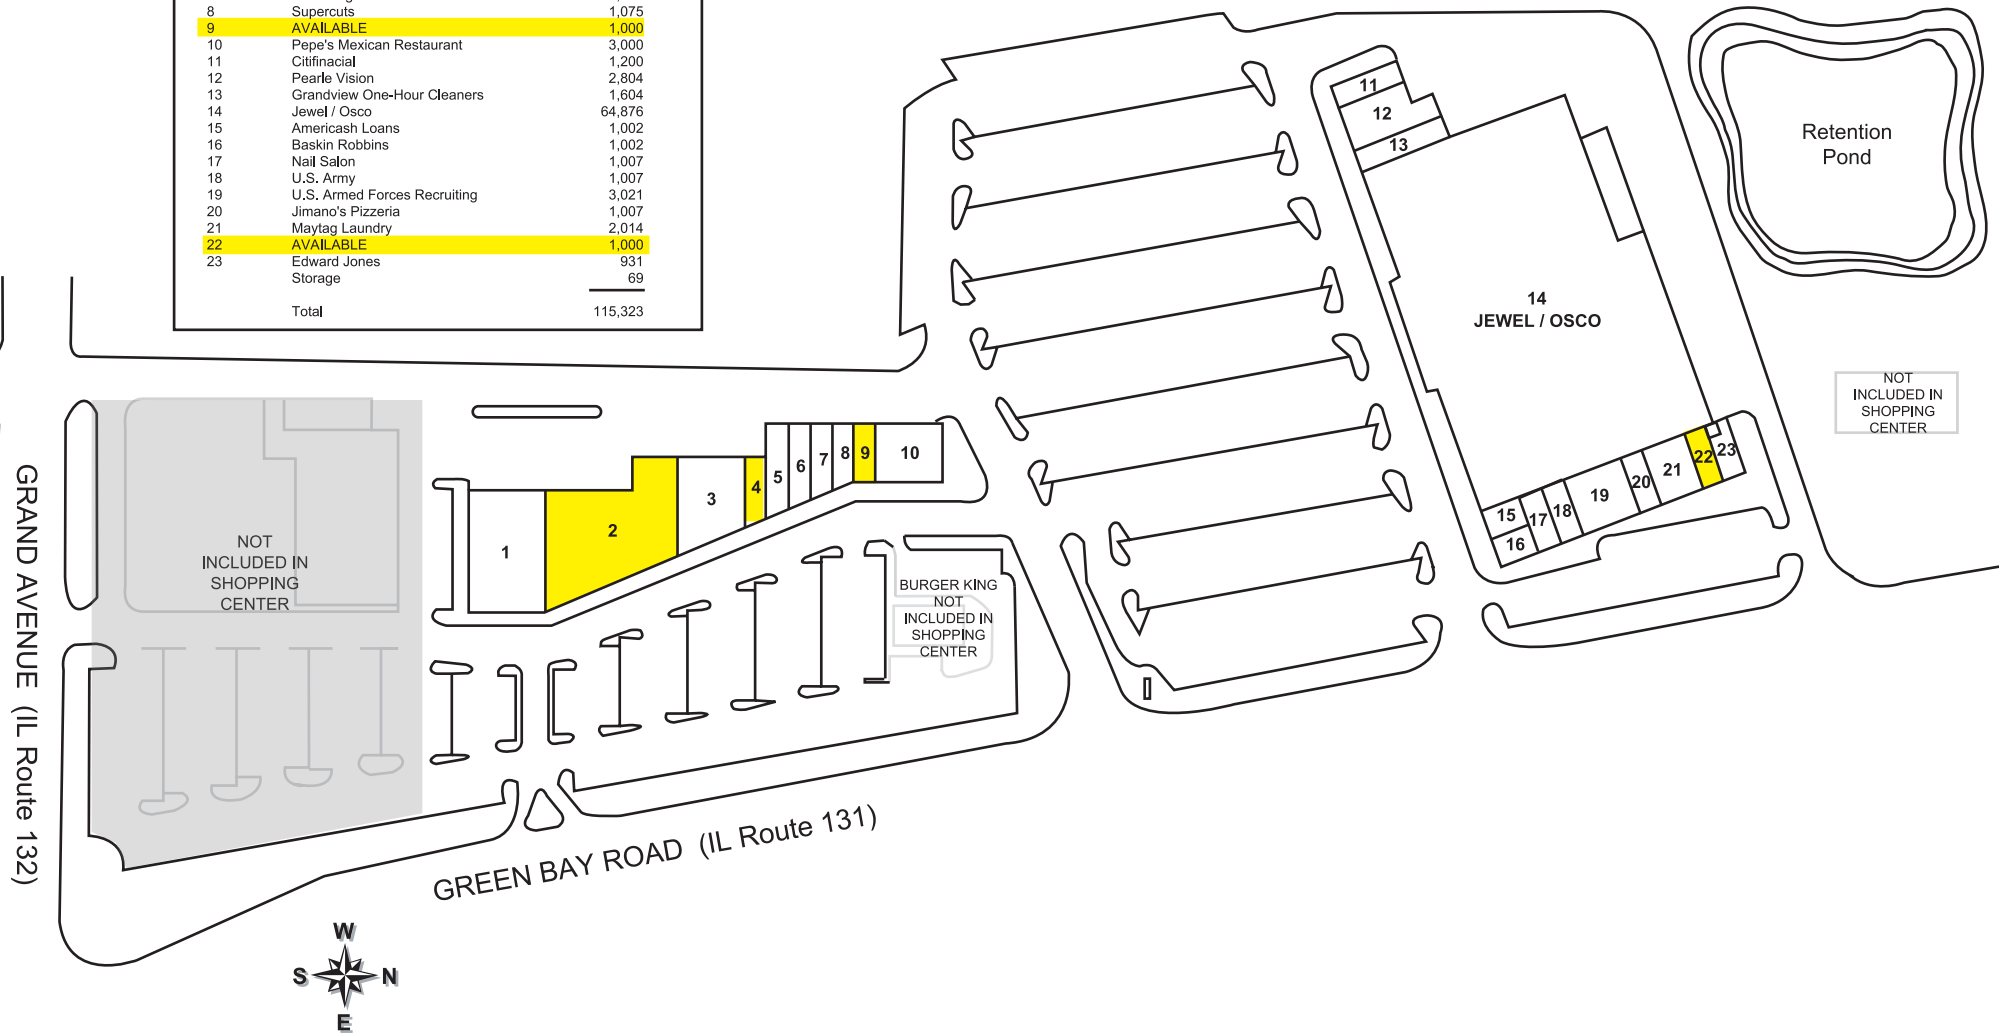 8 Supercuts 1,075
9 AVAILABLE 1,000
10 Pepe's Mexican Restaurant 3,000
11 Citifinacial 1,200
12 Pearle Vision 2,804
13 Grandview One-Hour Cleaners 1,604
14 Jewel / Osco 64,876
15 Americash Loans 1,002
16 Baskin Robbins 1,002
17 Nail Salon 1,007
18 U.S. Army 1,007
19 U.S. Armed Forces Recruiting 3,021
20 Jimano's Pizzeria 1,007
21 Maytag Laundry 2,014
22 AVAILABLE 1,000
23 Edward Jones 931
Storage 69
Total 115,323
11
12
13
Retention
Pond
14
JEWEL / OSCO
NOT
INCLUDED IN
SHOPPING
CENTER
15
16
17
18
19
20
21
22
23
1
2
3
4
5
6
7
8
9
10
NOT
INCLUDED IN
SHOPPING
CENTER
BURGER KING
NOT
INCLUDED IN
SHOPPING
CENTER
GRAND AVENUE (IL Route 132)
GREEN BAY ROAD (IL Route 131)
W
S N
E